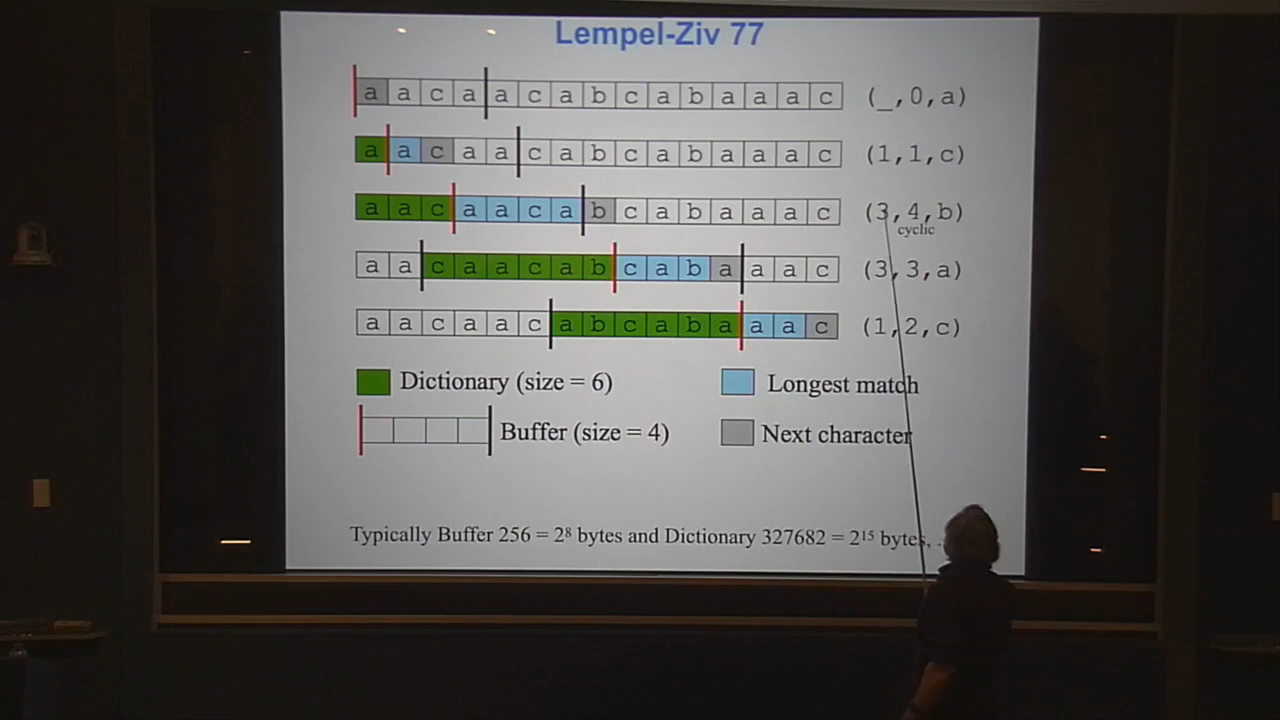 Lempel-Ziv 77
a a c a a c a b c a b a a a c (_,0,a)
a a c a a c a b c a b a a a c (1,1,c)
a a c a a c a b c a b a a a c (3,4,b)
cyclic
a a c a a c a b c a b a a a c (3,3,a)
a a c a a c a b c a b a a a c (1,2,c)
Dictionary (size = 6) Longest match
Buffer (size = 4) Next character
Typically Buffer 256 = 2⁸ bytes and Dictionary 327682 = 2¹⁵ bytes,